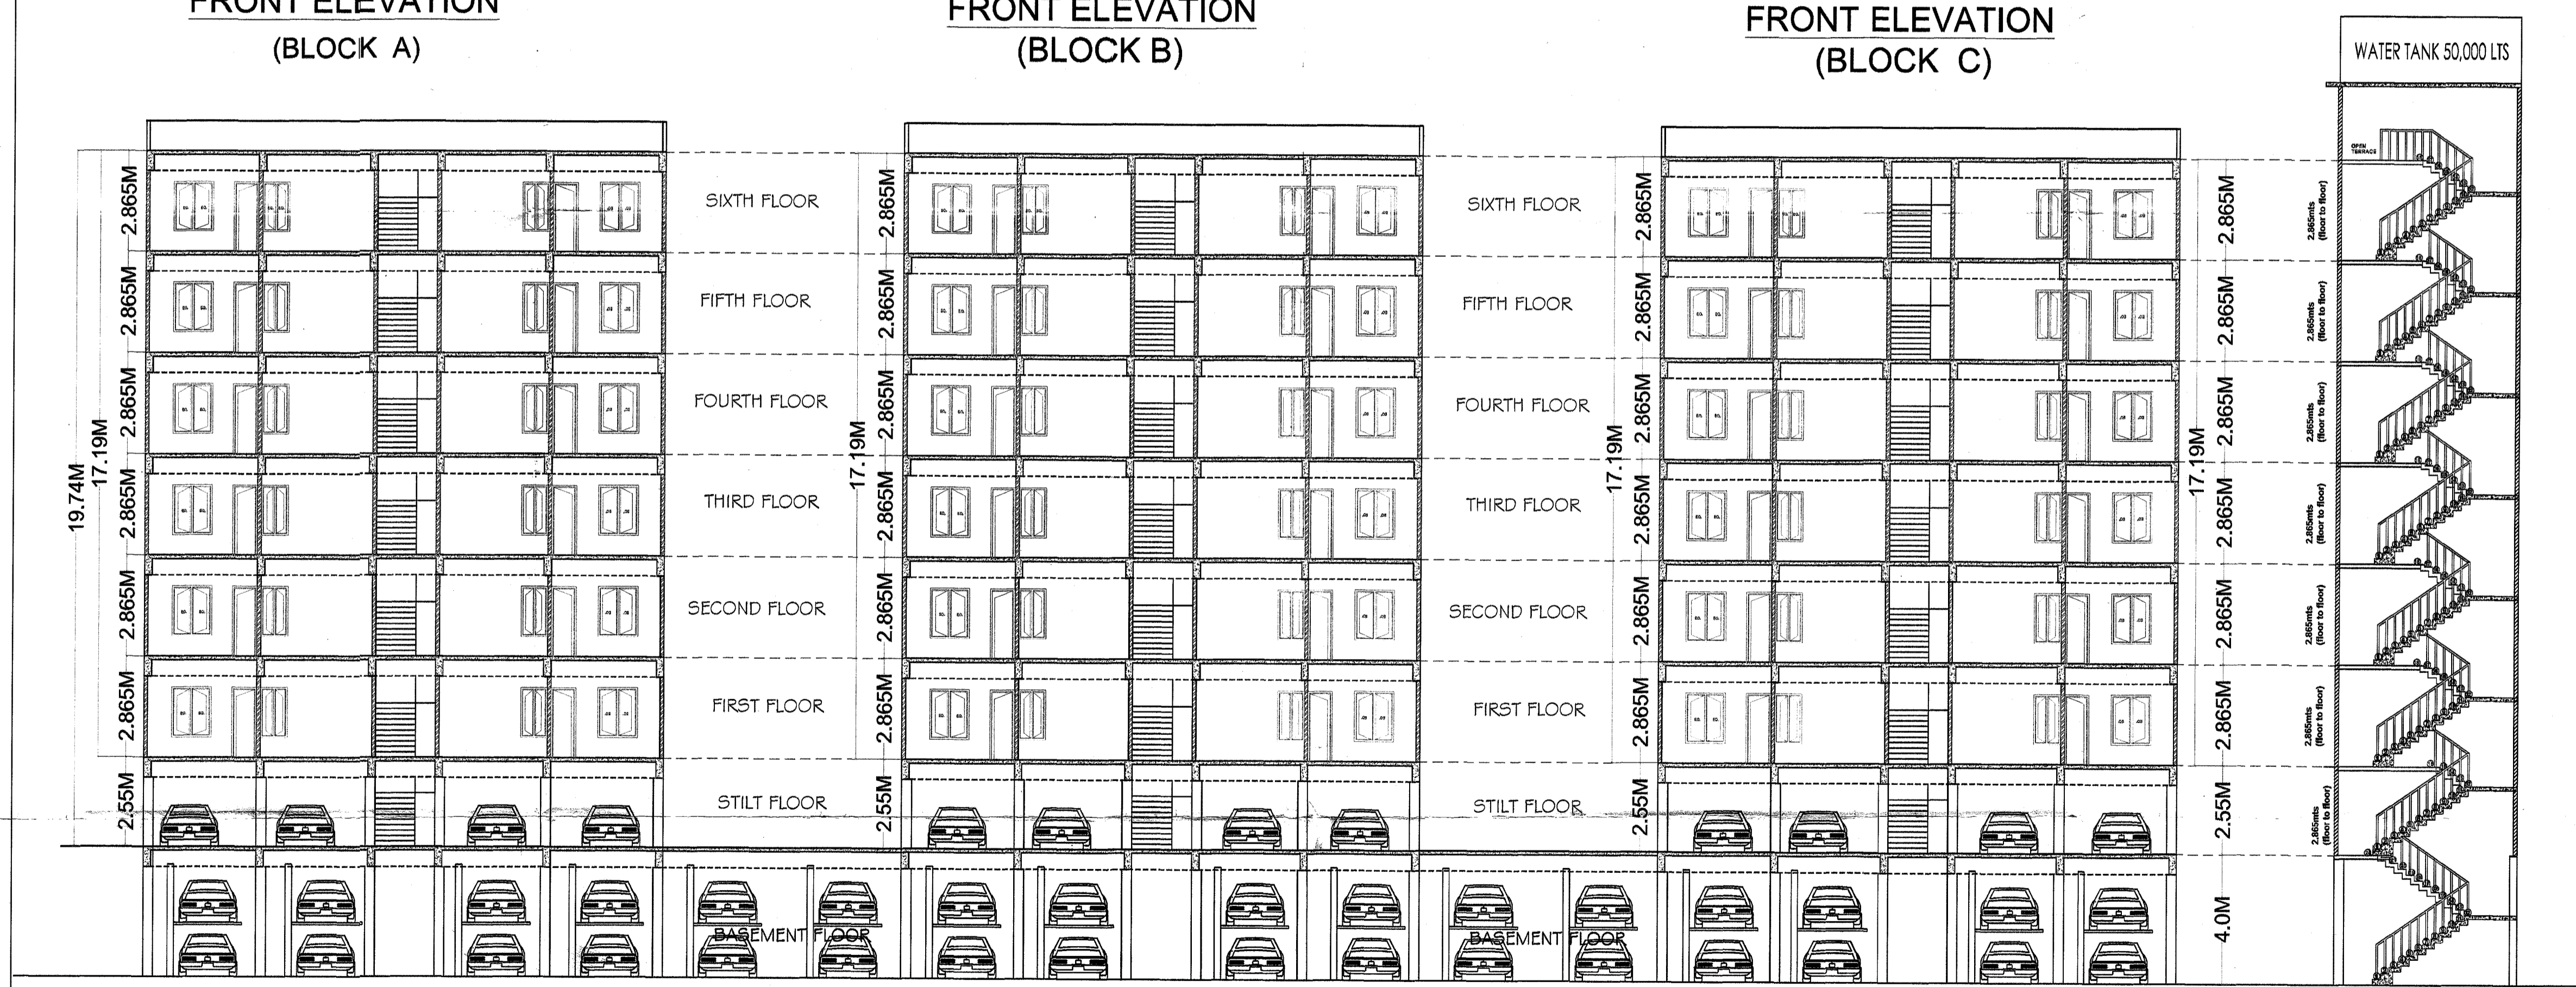 FRONT ELEVATION
(BLOCK A)
FRONT ELEVATION
(BLOCK B)
FRONT ELEVATION
(BLOCK C)
WATER TANK 50,000 LTS
OPEN
TERRACE
19.74M
17.19M
2.865M
2.865M
2.865M
2.865M
2.865M
2.865M
2.55M
SIXTH FLOOR
FIFTH FLOOR
FOURTH FLOOR
THIRD FLOOR
SECOND FLOOR
FIRST FLOOR
STILT FLOOR
BASEMENT FLOOR
17.19M
2.865M
2.865M
2.865M
2.865M
2.865M
2.865M
2.55M
SIXTH FLOOR
FIFTH FLOOR
FOURTH FLOOR
THIRD FLOOR
SECOND FLOOR
FIRST FLOOR
STILT FLOOR
BASEMENT FLOOR
17.19M
2.865M
2.865M
2.865M
2.865M
2.865M
2.865M
2.55M
17.19M
2.865M
2.865M
2.865M
2.865M
2.865M
2.865M
2.55M
4.0M
2.865mts
(floor to floor)
2.865mts
(floor to floor)
2.865mts
(floor to floor)
2.865mts
(floor to floor)
2.865mts
(floor to floor)
2.865mts
(floor to floor)
2.865mts
(floor to floor)